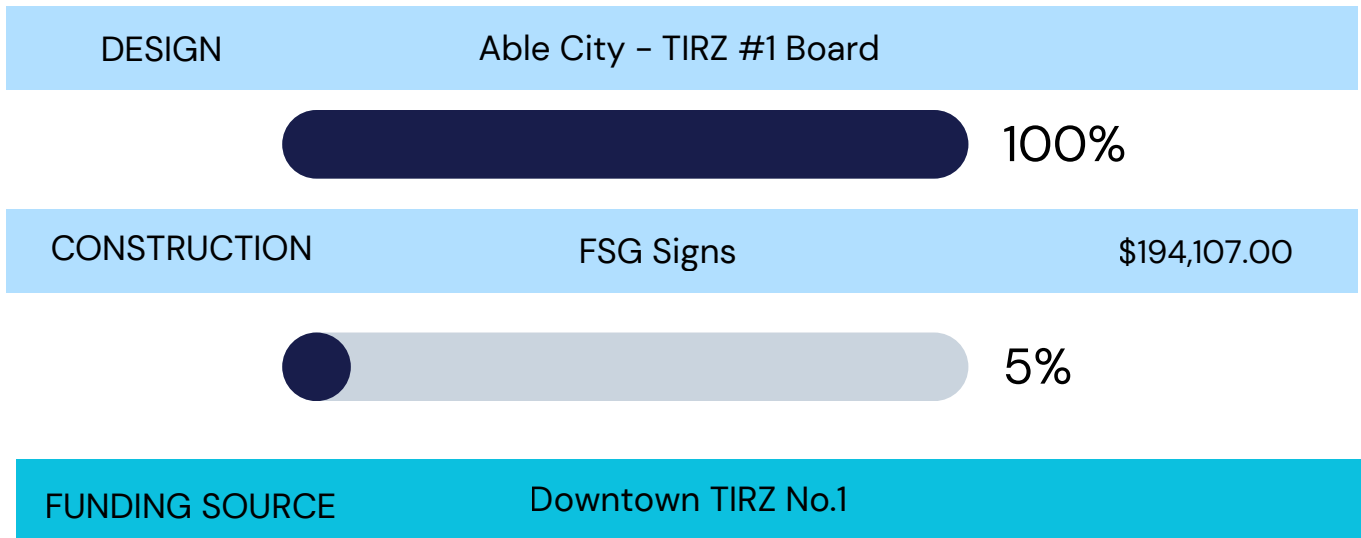 DESIGN Able City - TIRZ #1 Board
100%
CONSTRUCTION FSG Signs $194,107.00
5%
FUNDING SOURCE Downtown TIRZ No.1